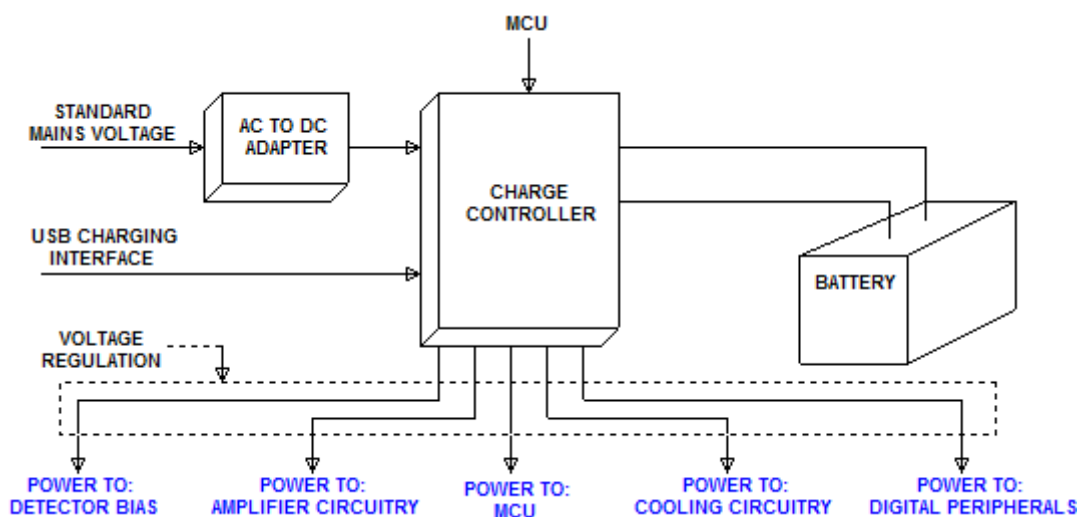 MCU
STANDARD
MAINS VOLTAGE
AC TO DC
ADAPTER
CHARGE
CONTROLLER
USB CHARGING
INTERFACE
BATTERY
VOLTAGE
REGULATION
POWER TO:
DETECTOR BIAS
POWER TO:
AMPLIFIER CIRCUITRY
POWER TO:
MCU
POWER TO:
COOLING CIRCUITRY
POWER TO:
DIGITAL PERIPHERALS